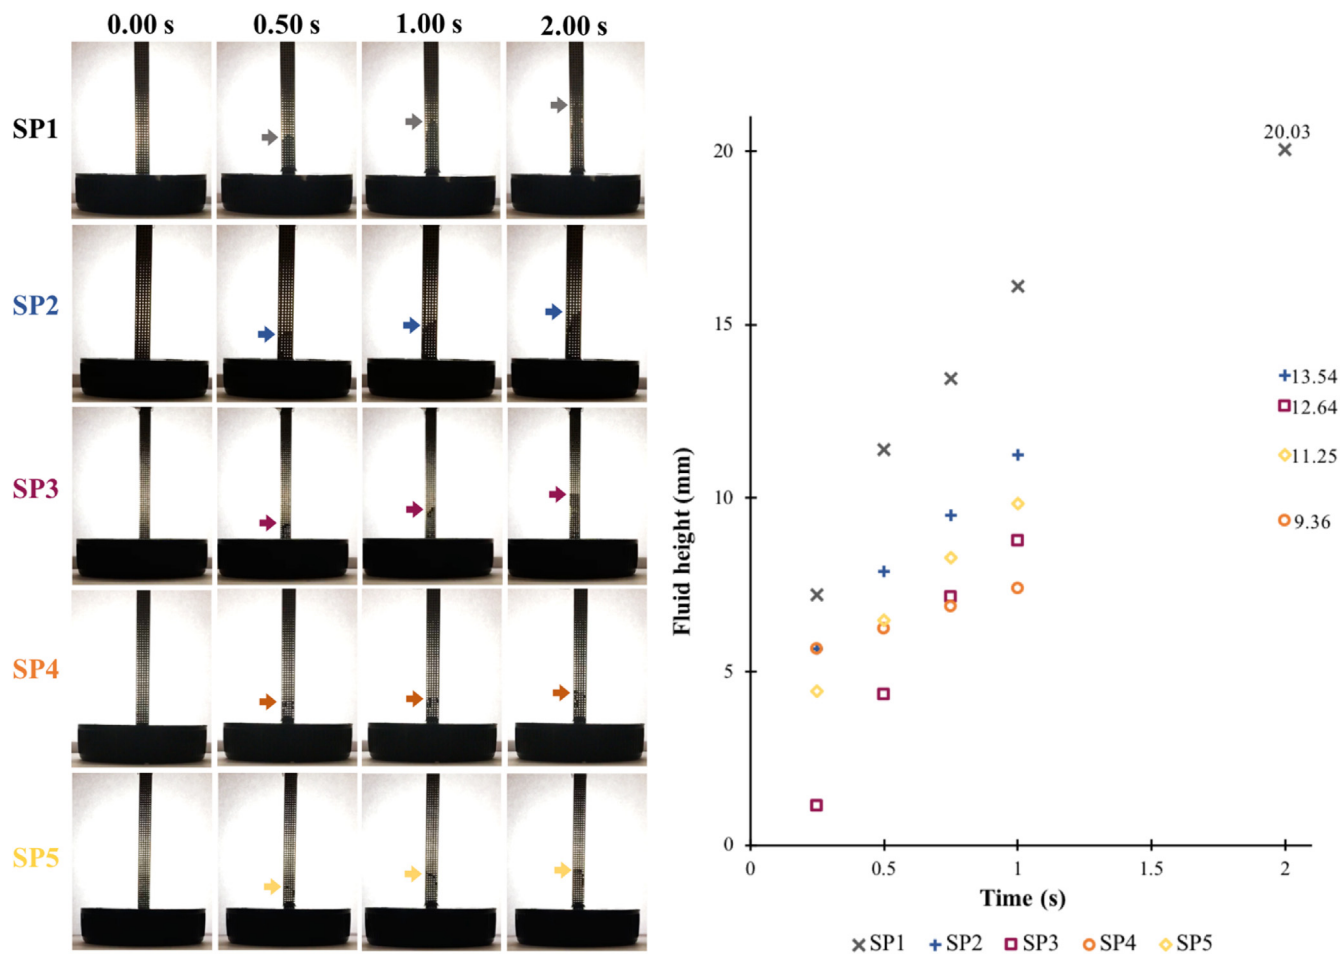 0.00 s 0.50 s 1.00 s 2.00 s
SP1
SP2
SP3
SP4
SP5
Fluid height (mm)
20
15
10
5
0
20.03
13.54
12.64
11.25
9.36
0 0.5 1 1.5 2
Time (s)
SP1 SP2 SP3 SP4 SP5